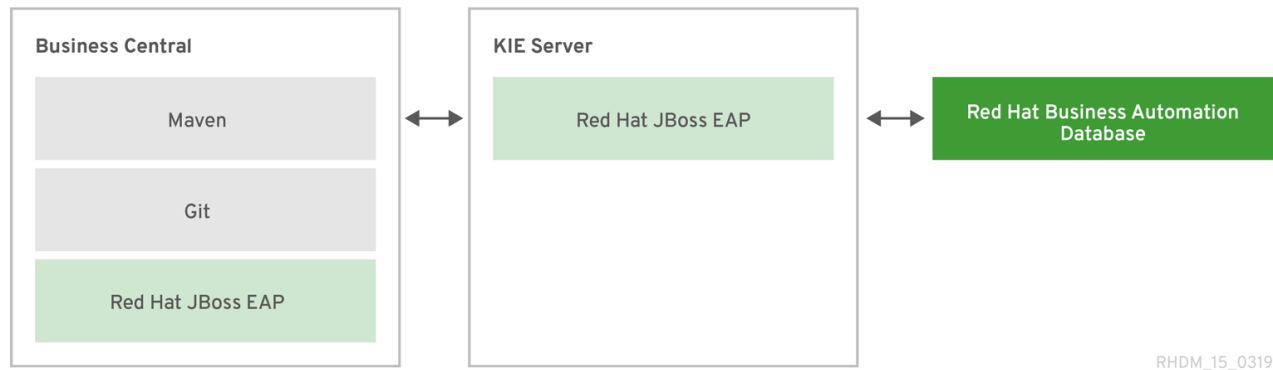 Business Central
Maven
Git
Red Hat JBoss EAP
KIE Server
Red Hat JBoss EAP
Red Hat Business Automation
Database
RHDM_15_0319